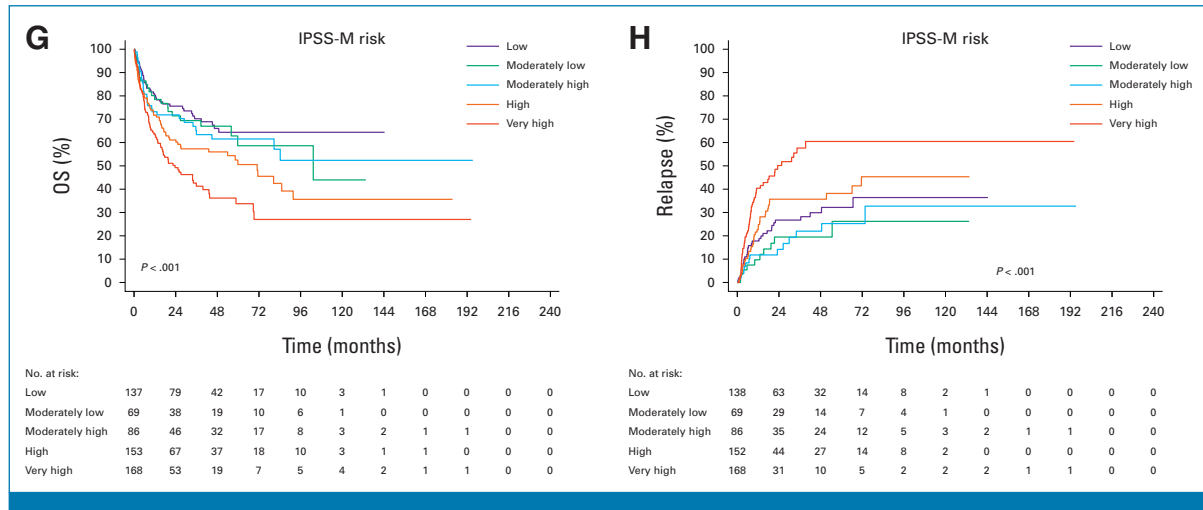 G
IPSS-M risk
Low
Moderately low
Moderately high
High
Very high
OS (%)
100
90
80
70
60
50
40
30
20
10
0
P < .001
0 24 48 72 96 120 144 168 192 216 240
Time (months)
No. at risk:
Low 137 79 42 17 10 3 1 0 0 0 0
Moderately low 69 38 19 10 6 1 0 0 0 0 0
Moderately high 86 46 32 17 8 3 2 1 1 0 0
High 153 67 37 18 10 3 1 1 0 0 0
Very high 168 53 19 7 5 4 2 1 1 0 0
H
IPSS-M risk
Low
Moderately low
Moderately high
High
Very high
Relapse (%)
100
90
80
70
60
50
40
30
20
10
0
P < .001
0 24 48 72 96 120 144 168 192 216 240
Time (months)
No. at risk:
Low 138 63 32 14 8 2 1 0 0 0 0
Moderately low 69 29 14 7 4 1 0 0 0 0 0
Moderately high 86 35 24 12 5 3 2 1 1 0 0
High 152 44 27 14 8 2 0 0 0 0 0
Very high 168 31 10 5 2 2 2 1 1 0 0